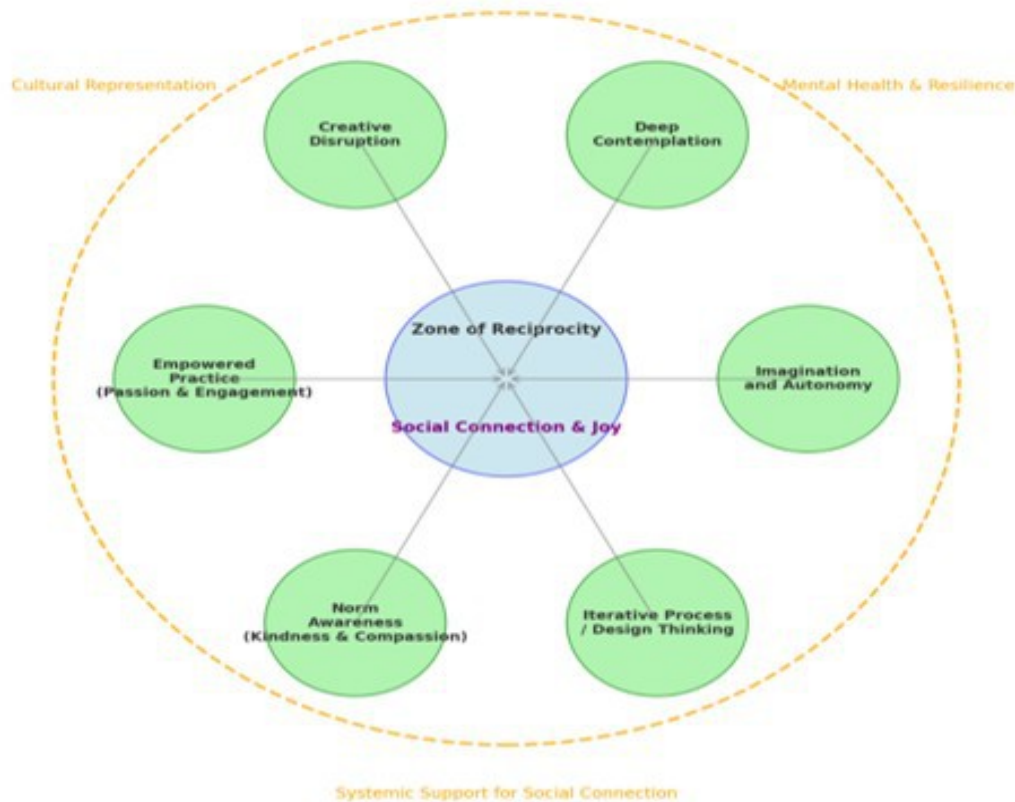 Cultural Representation
Mental Health & Resilience
Creative
Disruption
Deep
Contemplation
Zone of Reciprocity
Empowered
Practice
(Passion & Engagement)
Imagination
and Autonomy
Social Connection & Joy
Norm
Awareness
(Kindness & Compassion)
Iterative Process
/ Design Thinking
Systemic Support for Social Connection